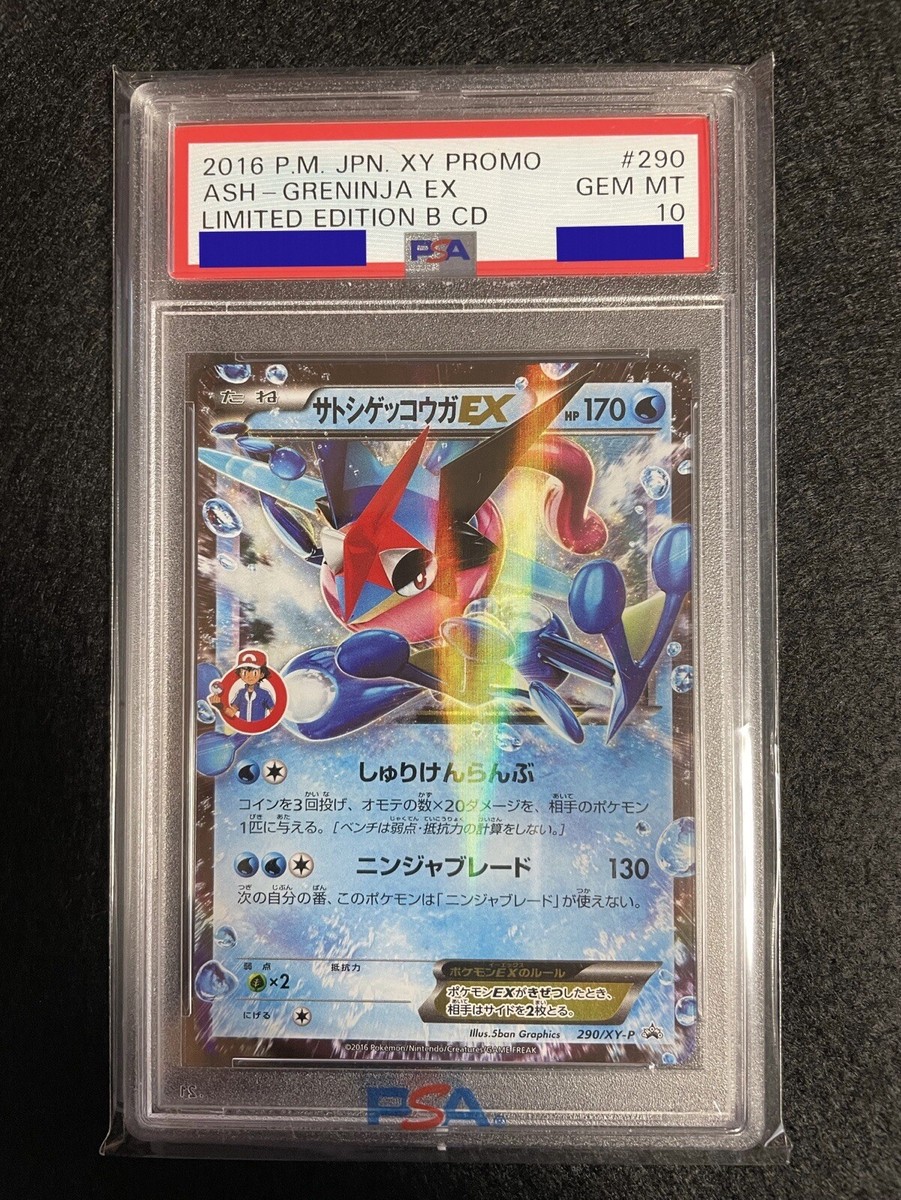 2016 P.M. JPN. XY PROMO #290
ASH-GRENINJA EX GEM MT
LIMITED EDITION B CD 10
PSA
たね サトシゲッコウガEX HP 170
しゅりけんらんぶ
コインを3回投げ、オモテの数×20ダメージを、相手のポケモン
1匹に与える。[ベンチは弱点・抵抗力の計算をしない。]
ニンジャブレード 130
次の自分の番、このポケモンは「ニンジャブレード」が使えない。
弱点 抵抗力
×2
にげる
ポケモンEXのルール
ポケモンEXがきぜつしたとき、
相手はサイドを2枚とる。
Illus.5ban Graphics 290/XY-P
©2016 Pokémon/Nintendo/Creatures/GAME FREAK
PSA